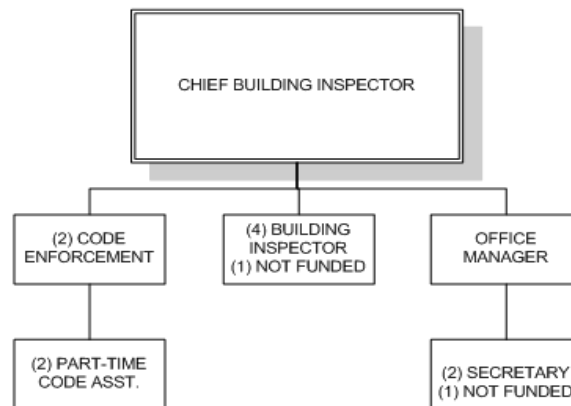 CHIEF BUILDING INSPECTOR
(2) CODE
ENFORCEMENT
(4) BUILDING
INSPECTOR
(1) NOT FUNDED
OFFICE
MANAGER
(2) PART-TIME
CODE ASST.
(2) SECRETARY
(1) NOT FUNDED